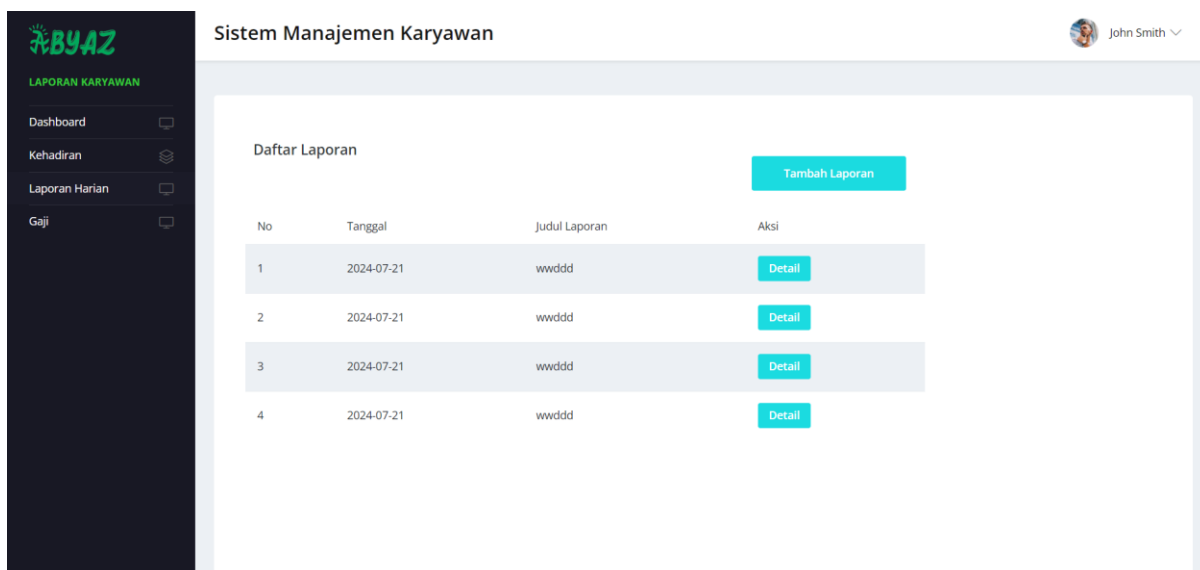 ABYAZ
Sistem Manajemen Karyawan
John Smith
LAPORAN KARYAWAN
Dashboard
Kehadiran
Laporan Harian
Gaji
Daftar Laporan
Tambah Laporan
No Tanggal Judul Laporan Aksi
1 2024-07-21 wwddd Detail
2 2024-07-21 wwddd Detail
3 2024-07-21 wwddd Detail
4 2024-07-21 wwddd Detail